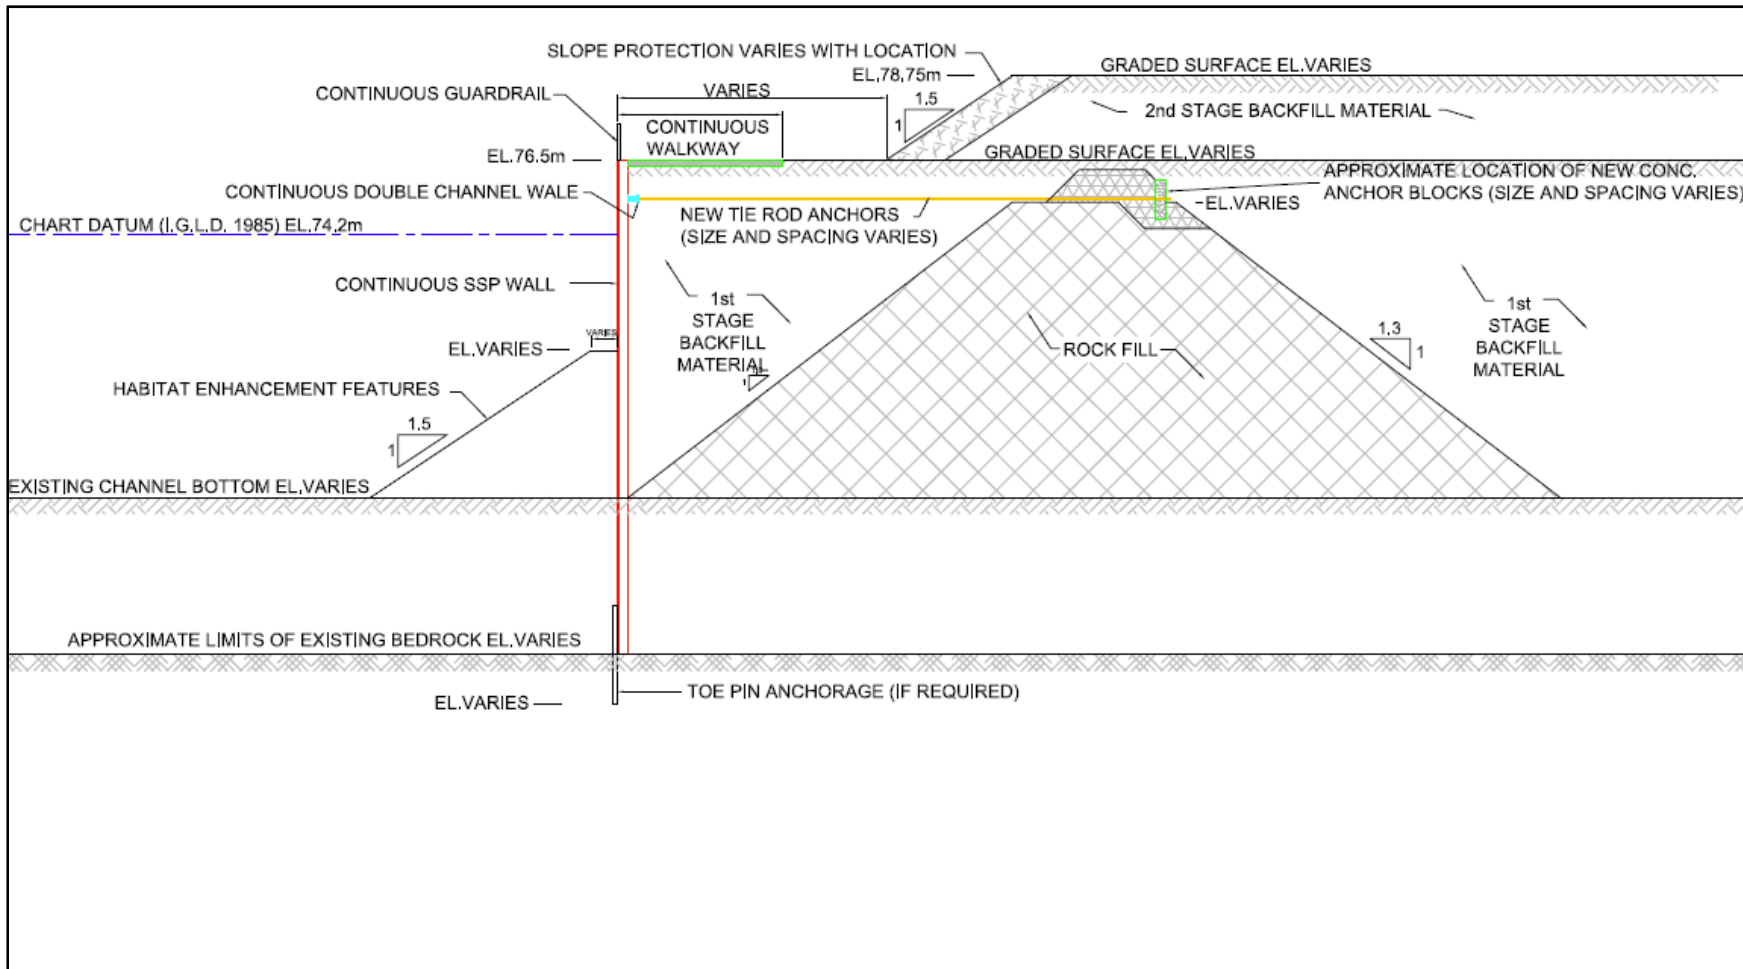 SLOPE PROTECTION VARIES WITH LOCATION
EL.78.75m
GRADED SURFACE EL.VARIES
CONTINUOUS GUARDRAIL
VARIES
1.5
1
2nd STAGE BACKFILL MATERIAL
CONTINUOUS
WALKWAY
EL.76.5m
GRADED SURFACE EL.VARIES
APPROXIMATE LOCATION OF NEW CONC.
ANCHOR BLOCKS (SIZE AND SPACING VARIES)
CONTINUOUS DOUBLE CHANNEL WALE
EL.VARIES
NEW TIE ROD ANCHORS
(SIZE AND SPACING VARIES)
CHART DATUM (I.G.L.D. 1985) EL.74.2m
CONTINUOUS SSP WALL
1st
STAGE
BACKFILL
MATERIAL
1
1st
STAGE
BACKFILL
MATERIAL
1.3
1
VARIES
EL.VARIES
ROCK FILL
HABITAT ENHANCEMENT FEATURES
1.5
1
EXISTING CHANNEL BOTTOM EL.VARIES
APPROXIMATE LIMITS OF EXISTING BEDROCK EL.VARIES
TOE PIN ANCHORAGE (IF REQUIRED)
EL.VARIES